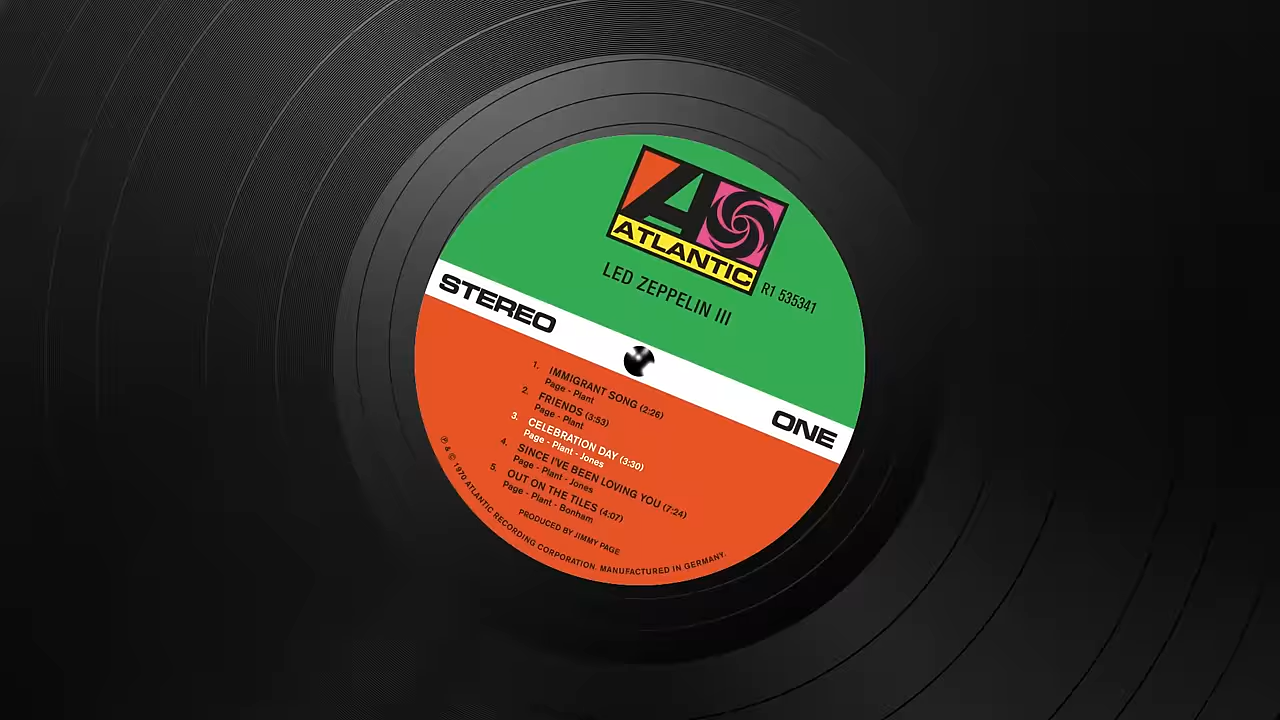 ATLANTIC
LED ZEPPELIN III
R1 535341
STEREO
ONE
1. IMMIGRANT SONG (2:26)
Page - Plant
2. FRIENDS (3:53)
Page - Plant
3. CELEBRATION DAY (3:30)
Page - Plant - Jones
4. SINCE I'VE BEEN LOVING YOU (7:24)
Page - Plant - Jones
5. OUT ON THE TILES (4:07)
Page - Plant - Bonham
PRODUCED BY JIMMY PAGE
℗ & © 1970 ATLANTIC RECORDING CORPORATION. MANUFACTURED IN GERMANY.